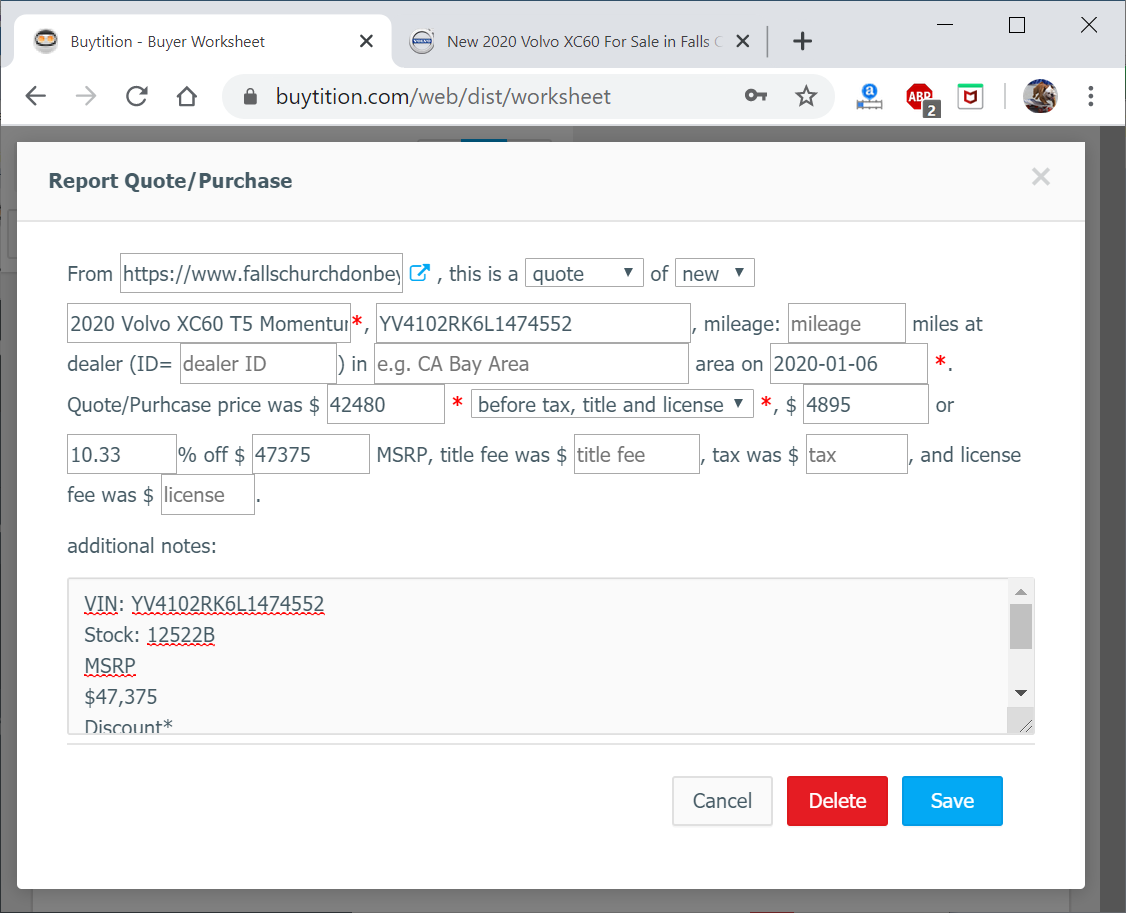 Buytition - Buyer Worksheet
New 2020 Volvo XC60 For Sale in Falls C
buytition.com/web/dist/worksheet
a
ABP
2
Report Quote/Purchase
From https://www.fallschurchdonbey , this is a quote of new
2020 Volvo XC60 T5 Momentur*, YV4102RK6L1474552 , mileage: mileage miles at
dealer (ID= dealer ID ) in e.g. CA Bay Area area on 2020-01-06 *.
Quote/Purhcase price was $ 42480 * before tax, title and license *, $ 4895 or
10.33 % off $ 47375 MSRP, title fee was $ title fee , tax was $ tax , and license
fee was $ license .
additional notes:
VIN: YV4102RK6L1474552
Stock: 12522B
MSRP
$47,375
Discount*
Cancel Delete Save